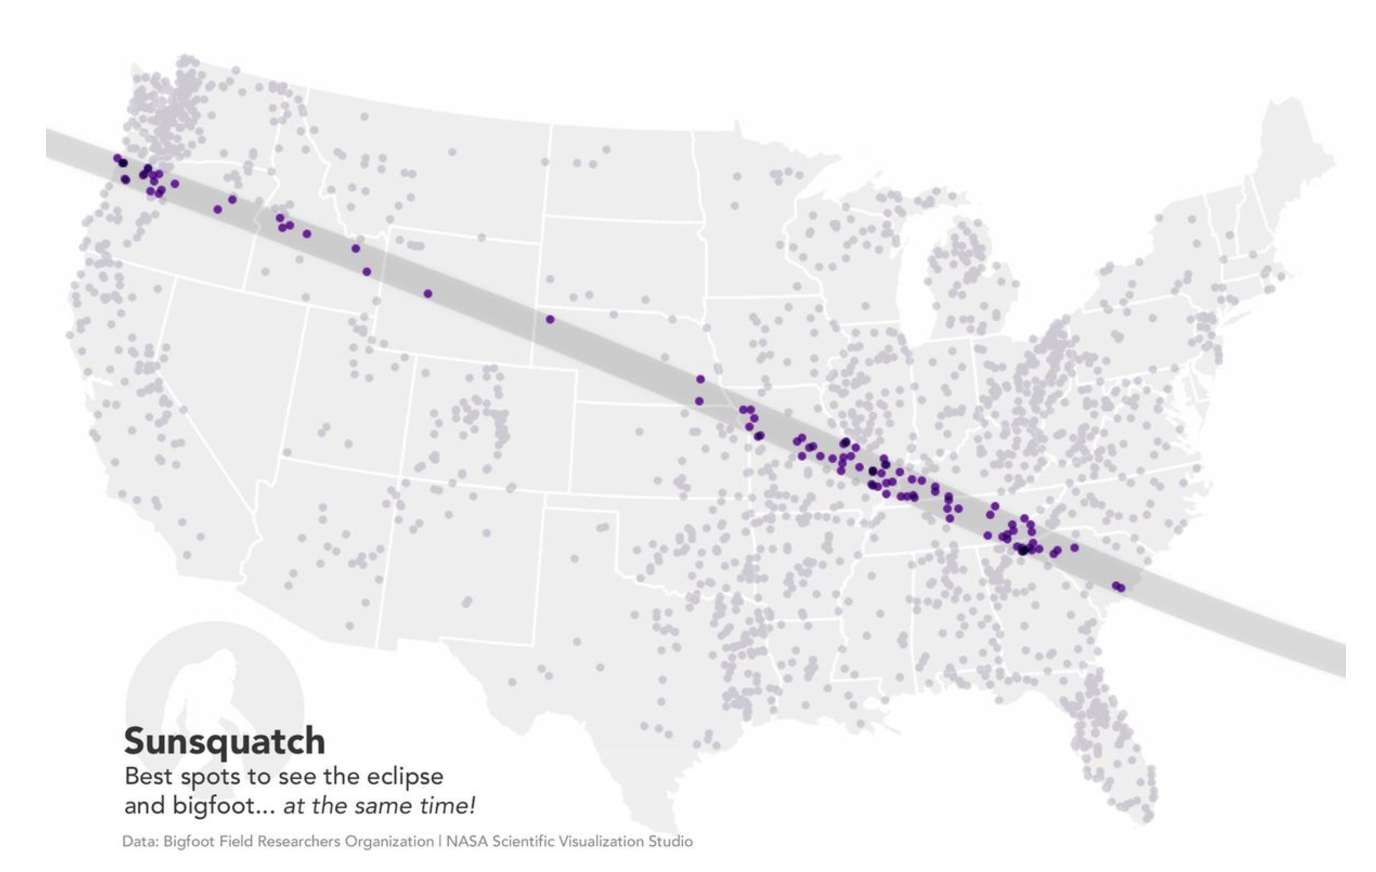 Sunsquatch
Best spots to see the eclipse
and bigfoot... at the same time!
Data: Bigfoot Field Researchers Organization | NASA Scientific Visualization Studio